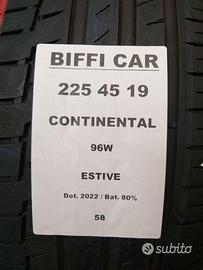 BIFFI CAR
225 45 19
CONTINENTAL
96W
ESTIVE
Dot. 2022 / Bat. 80%
58
subito